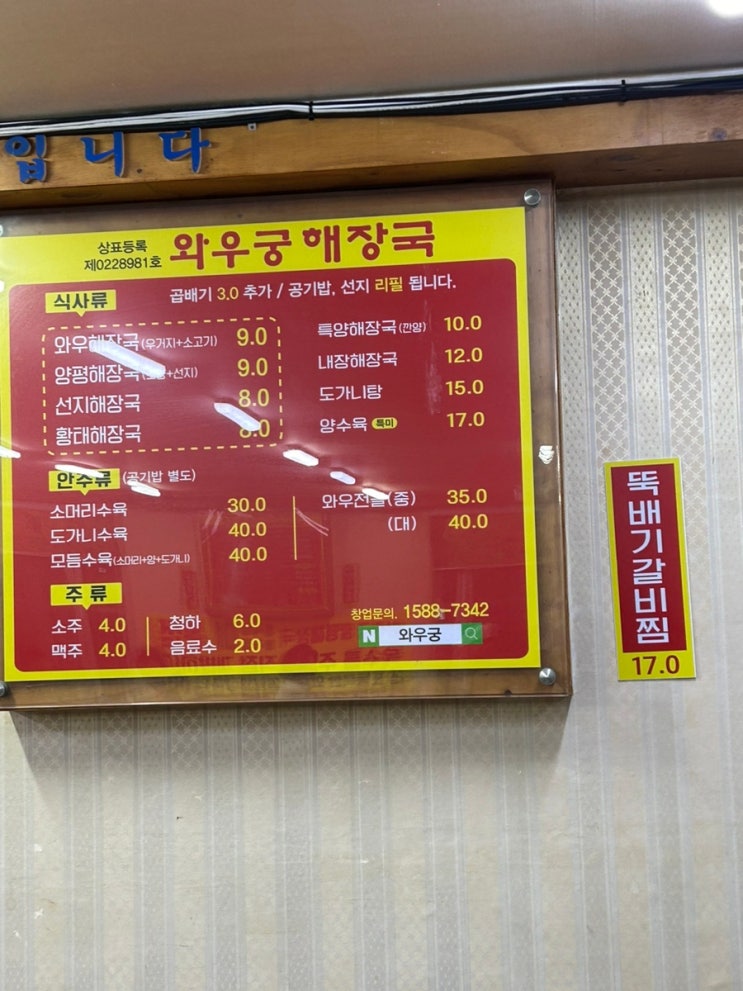 입니다
상표등록
제0228981호
와우궁 해장국
곱배기 3.0 추가 / 공기밥, 선지 리필 됩니다.
식사류
와우해장국(우거지+소고기) 9.0
양평해장국 +선지) 9.0
선지해장국 8.0
황태해장국 8.0
특양해장국(깐양) 10.0
내장해장국 12.0
도가니탕 15.0
양수육 특미 17.0
안주류 (공기밥 별도)
소머리수육 30.0
도가니수육 40.0
모듬수육(소머리+양+도가니) 40.0
와우전골(중) 35.0
(대) 40.0
주류
소주 4.0
맥주 4.0
청하 6.0
음료수 2.0
창업문의. 1588-7342
N 와우궁
뚝배기갈비찜
17.0